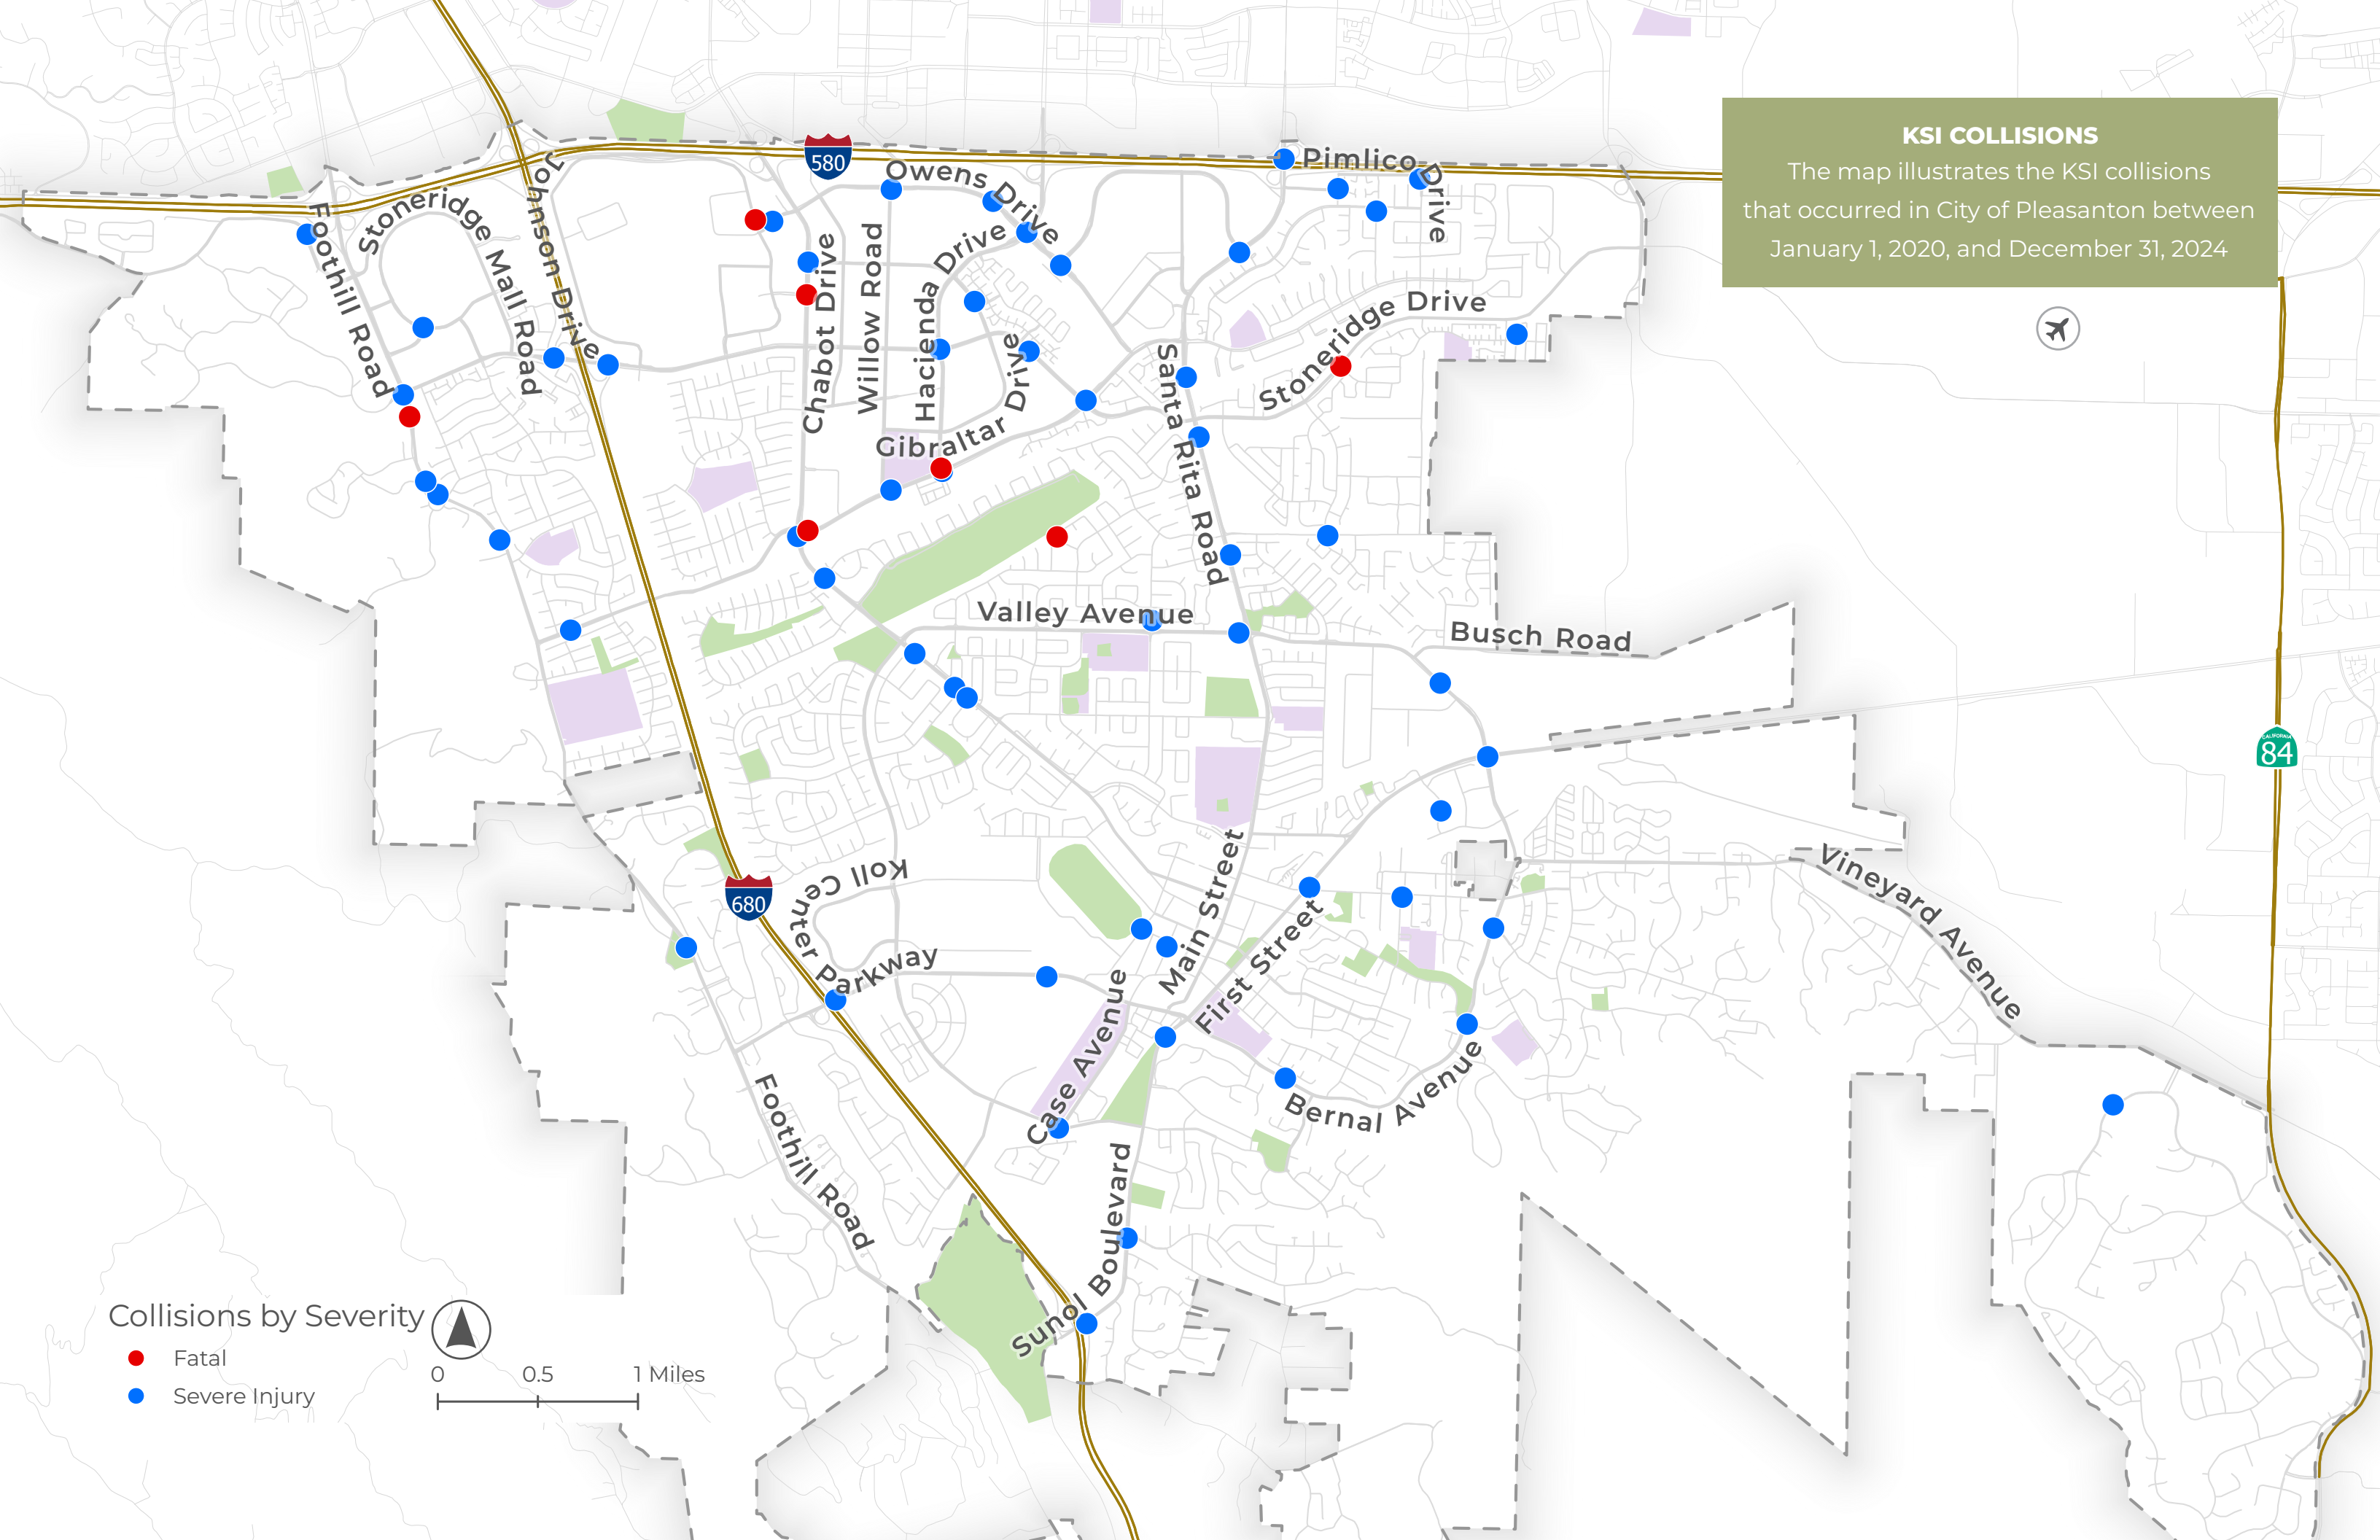 KSI COLLISIONS
The map illustrates the KSI collisions
that occurred in City of Pleasanton between
January 1, 2020, and December 31, 2024
580
Pimlico Drive
Owens Drive
Johnson Drive
Stoneridge Mall Road
Foothill Road
Chabot Drive
Willow Road
Hacienda Drive
Gibraltar Drive
Stoneridge Drive
Santa Rita Road
Valley Avenue
Busch Road
CALIFORNIA
84
680
Koll Center Parkway
Main Street
First Street
Vineyard Avenue
Case Avenue
Bernal Avenue
Foothill Road
Sunol Boulevard
Collisions by Severity
Fatal
Severe Injury
0 0.5 1 Miles